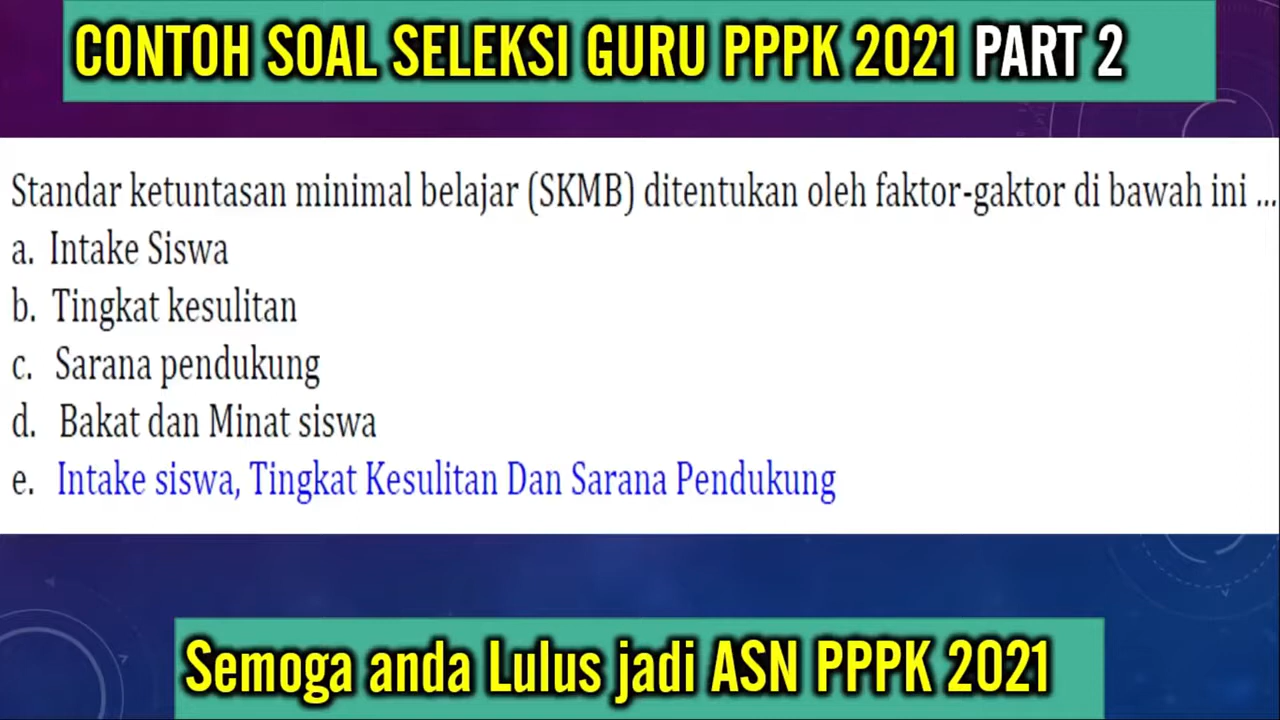 CONTOH SOAL SELEKSI GURU PPPK 2021 PART 2
Standar ketuntasan minimal belajar (SKMB) ditentukan oleh faktor-gaktor di bawah ini ...
a. Intake Siswa
b. Tingkat kesulitan
c. Sarana pendukung
d. Bakat dan Minat siswa
e. Intake siswa, Tingkat Kesulitan Dan Sarana Pendukung
Semoga anda Lulus jadi ASN PPPK 2021